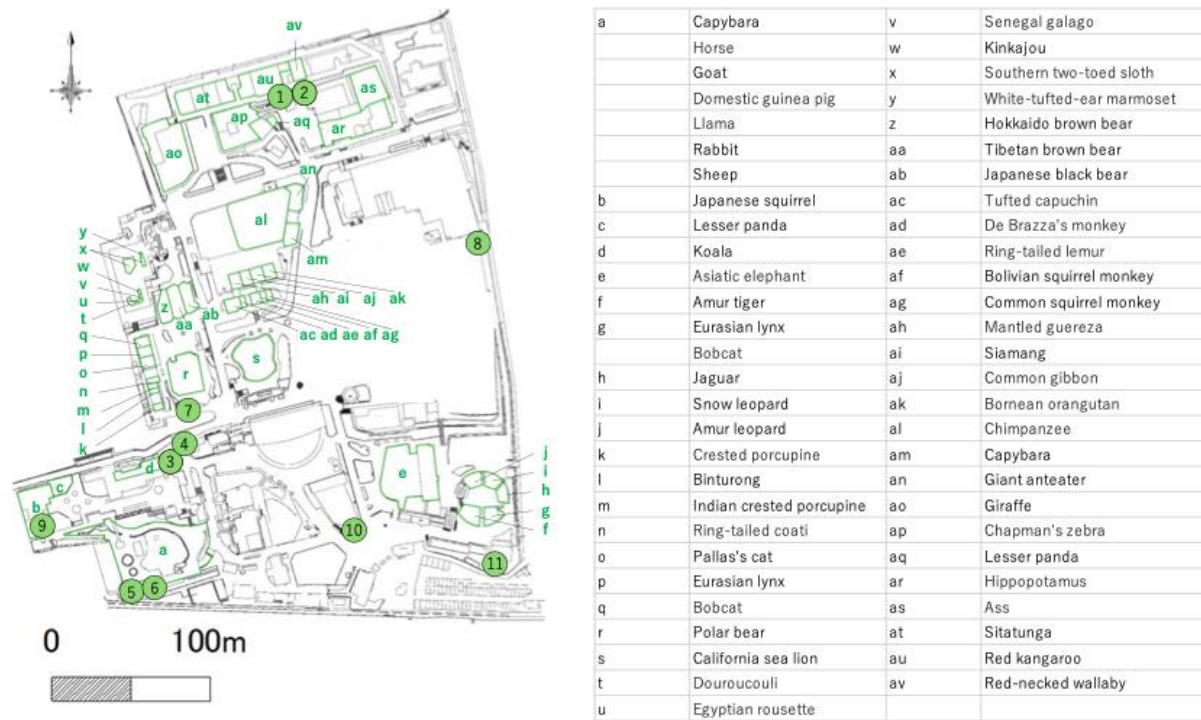 av
au
at
1
2
as
ap
aq
ar
ao
an
al
y
x
w
v
u
t
am
8
z
aa
ab
ah ai aj ak
ac ad ae af ag
q
p
o
n
m
l
k
r
s
7
4
3
d
c
b
9
a
5
6
e
10
j
i
h
g
f
11
0 100m
a Capybara v Senegal galago
Horse w Kinkajou
Goat x Southern two-toed sloth
Domestic guinea pig y White-tufted-ear marmoset
Llama z Hokkaido brown bear
Rabbit aa Tibetan brown bear
Sheep ab Japanese black bear
b Japanese squirrel ac Tufted capuchin
c Lesser panda ad De Brazza's monkey
d Koala ae Ring-tailed lemur
e Asiatic elephant af Bolivian squirrel monkey
f Amur tiger ag Common squirrel monkey
g Eurasian lynx ah Mantled guereza
Bobcat ai Siamang
h Jaguar aj Common gibbon
i Snow leopard ak Bornean orangutan
j Amur leopard al Chimpanzee
k Crested porcupine am Capybara
l Binturong an Giant anteater
m Indian crested porcupine ao Giraffe
n Ring-tailed coati ap Chapman's zebra
o Pallas's cat aq Lesser panda
p Eurasian lynx ar Hippopotamus
q Bobcat as Ass
r Polar bear at Sitatunga
s California sea lion au Red kangaroo
t Douroucouli av Red-necked wallaby
u Egyptian rousette